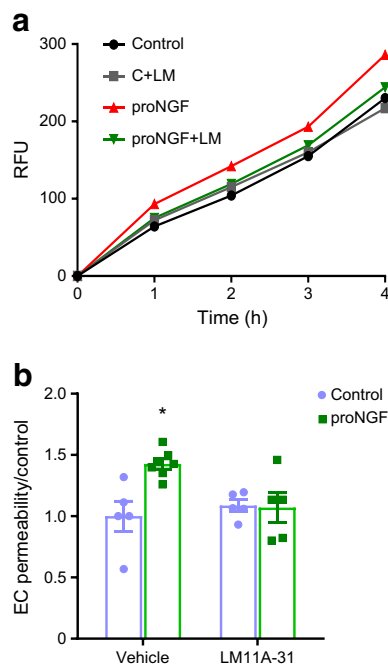 a
Control
C+LM
proNGF
proNGF+LM
RFU
300
200
100
0
0 1 2 3 4
Time (h)
b
Control
proNGF
*
EC permeability/control
2.0
1.5
1.0
0.5
0
Vehicle LM11A-31